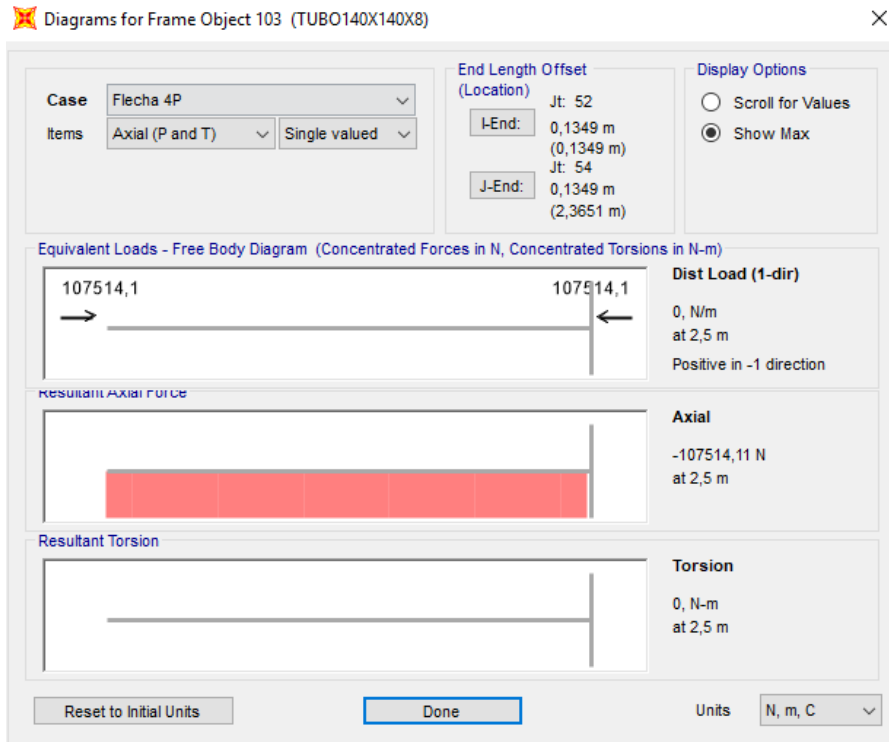 Diagrams for Frame Object 103 (TUBO140X140X8)
Case Flecha 4P
Items Axial (P and T) Single valued
End Length Offset
(Location)
Jt: 52
I-End: 0,1349 m
(0,1349 m)
Jt: 54
J-End: 0,1349 m
(2,3651 m)
Display Options
Scroll for Values
Show Max
Equivalent Loads - Free Body Diagram (Concentrated Forces in N, Concentrated Torsions in N-m)
107514,1 107514,1
Dist Load (1-dir)
0, N/m
at 2,5 m
Positive in -1 direction
Resultant Axial Force
Axial
-107514,11 N
at 2,5 m
Resultant Torsion
Torsion
0, N-m
at 2,5 m
Reset to Initial Units Done Units N, m, C